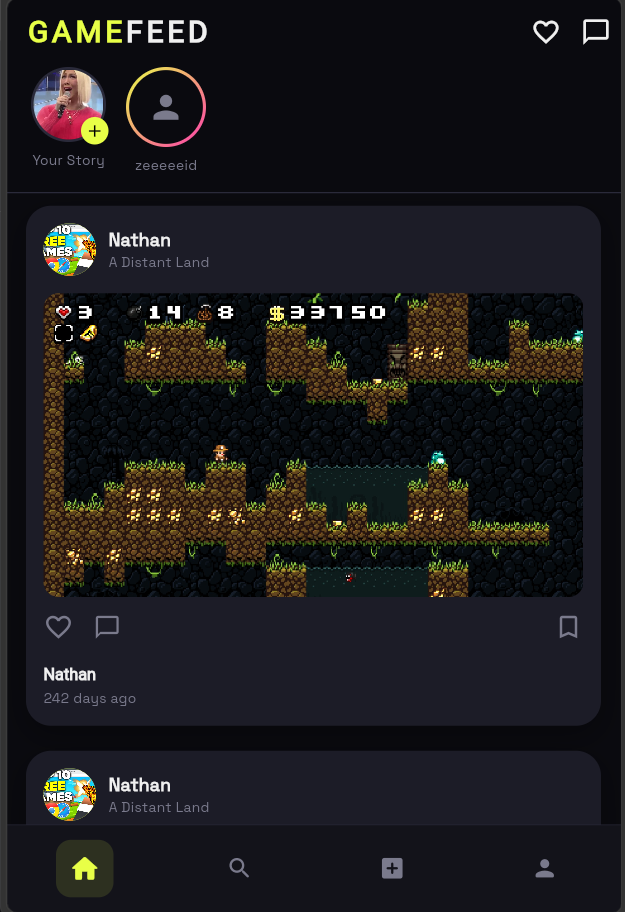 GAMEFEED
Your Story
zeeeeeid
Nathan
A Distant Land
3 14 8 $33750
Nathan
242 days ago
Nathan
A Distant Land